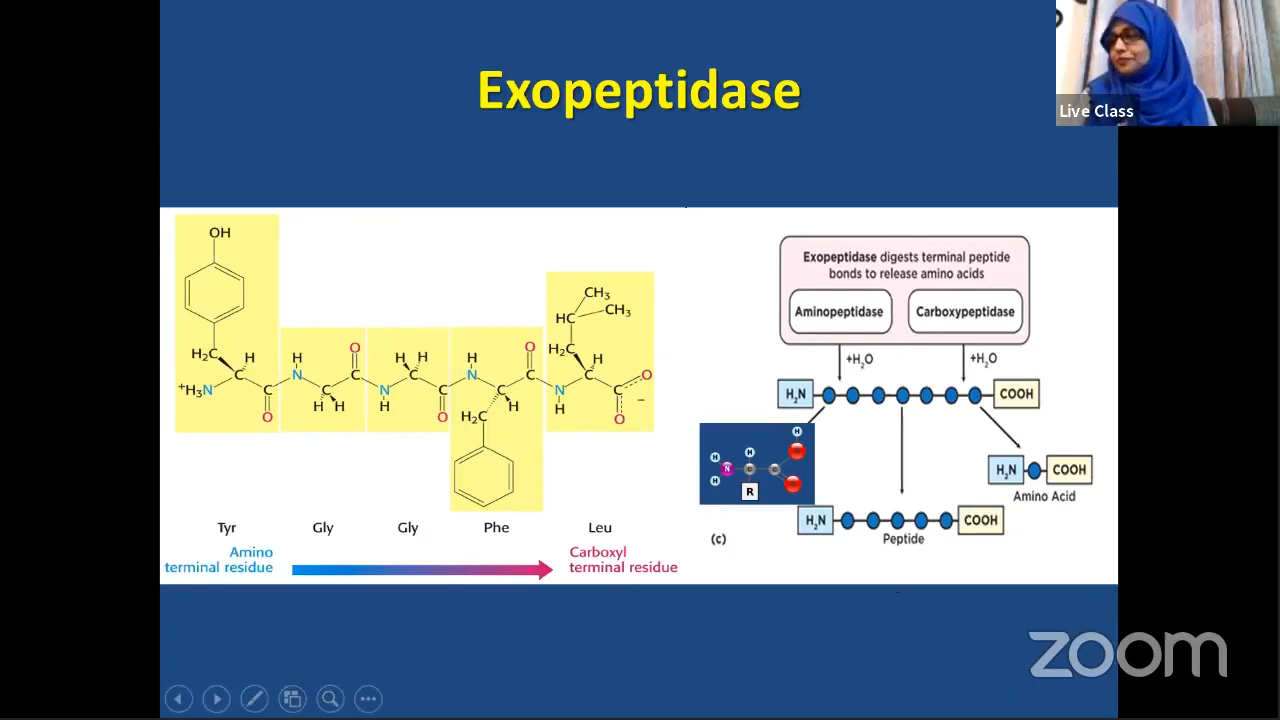 Exopeptidase
Live Class
OH
H₂C
H
⁺H₃N
C
C
O
H
N
C
H H
C
O
N
H
H H
C
C
O
H
N
C
H
H₂C
C
O
N
H
CH₃
CH₃
HC
H₂C
H
C
C
O
O
−
Tyr Gly Gly Phe Leu
Amino
terminal residue
Carboxyl
terminal residue
Exopeptidase digests terminal peptide
bonds to release amino acids
Aminopeptidase Carboxypeptidase
+H₂O +H₂O
H₂N COOH
H
H N H C C
H
R
H₂N COOH
Amino Acid
H₂N COOH
Peptide
(c)
zoom